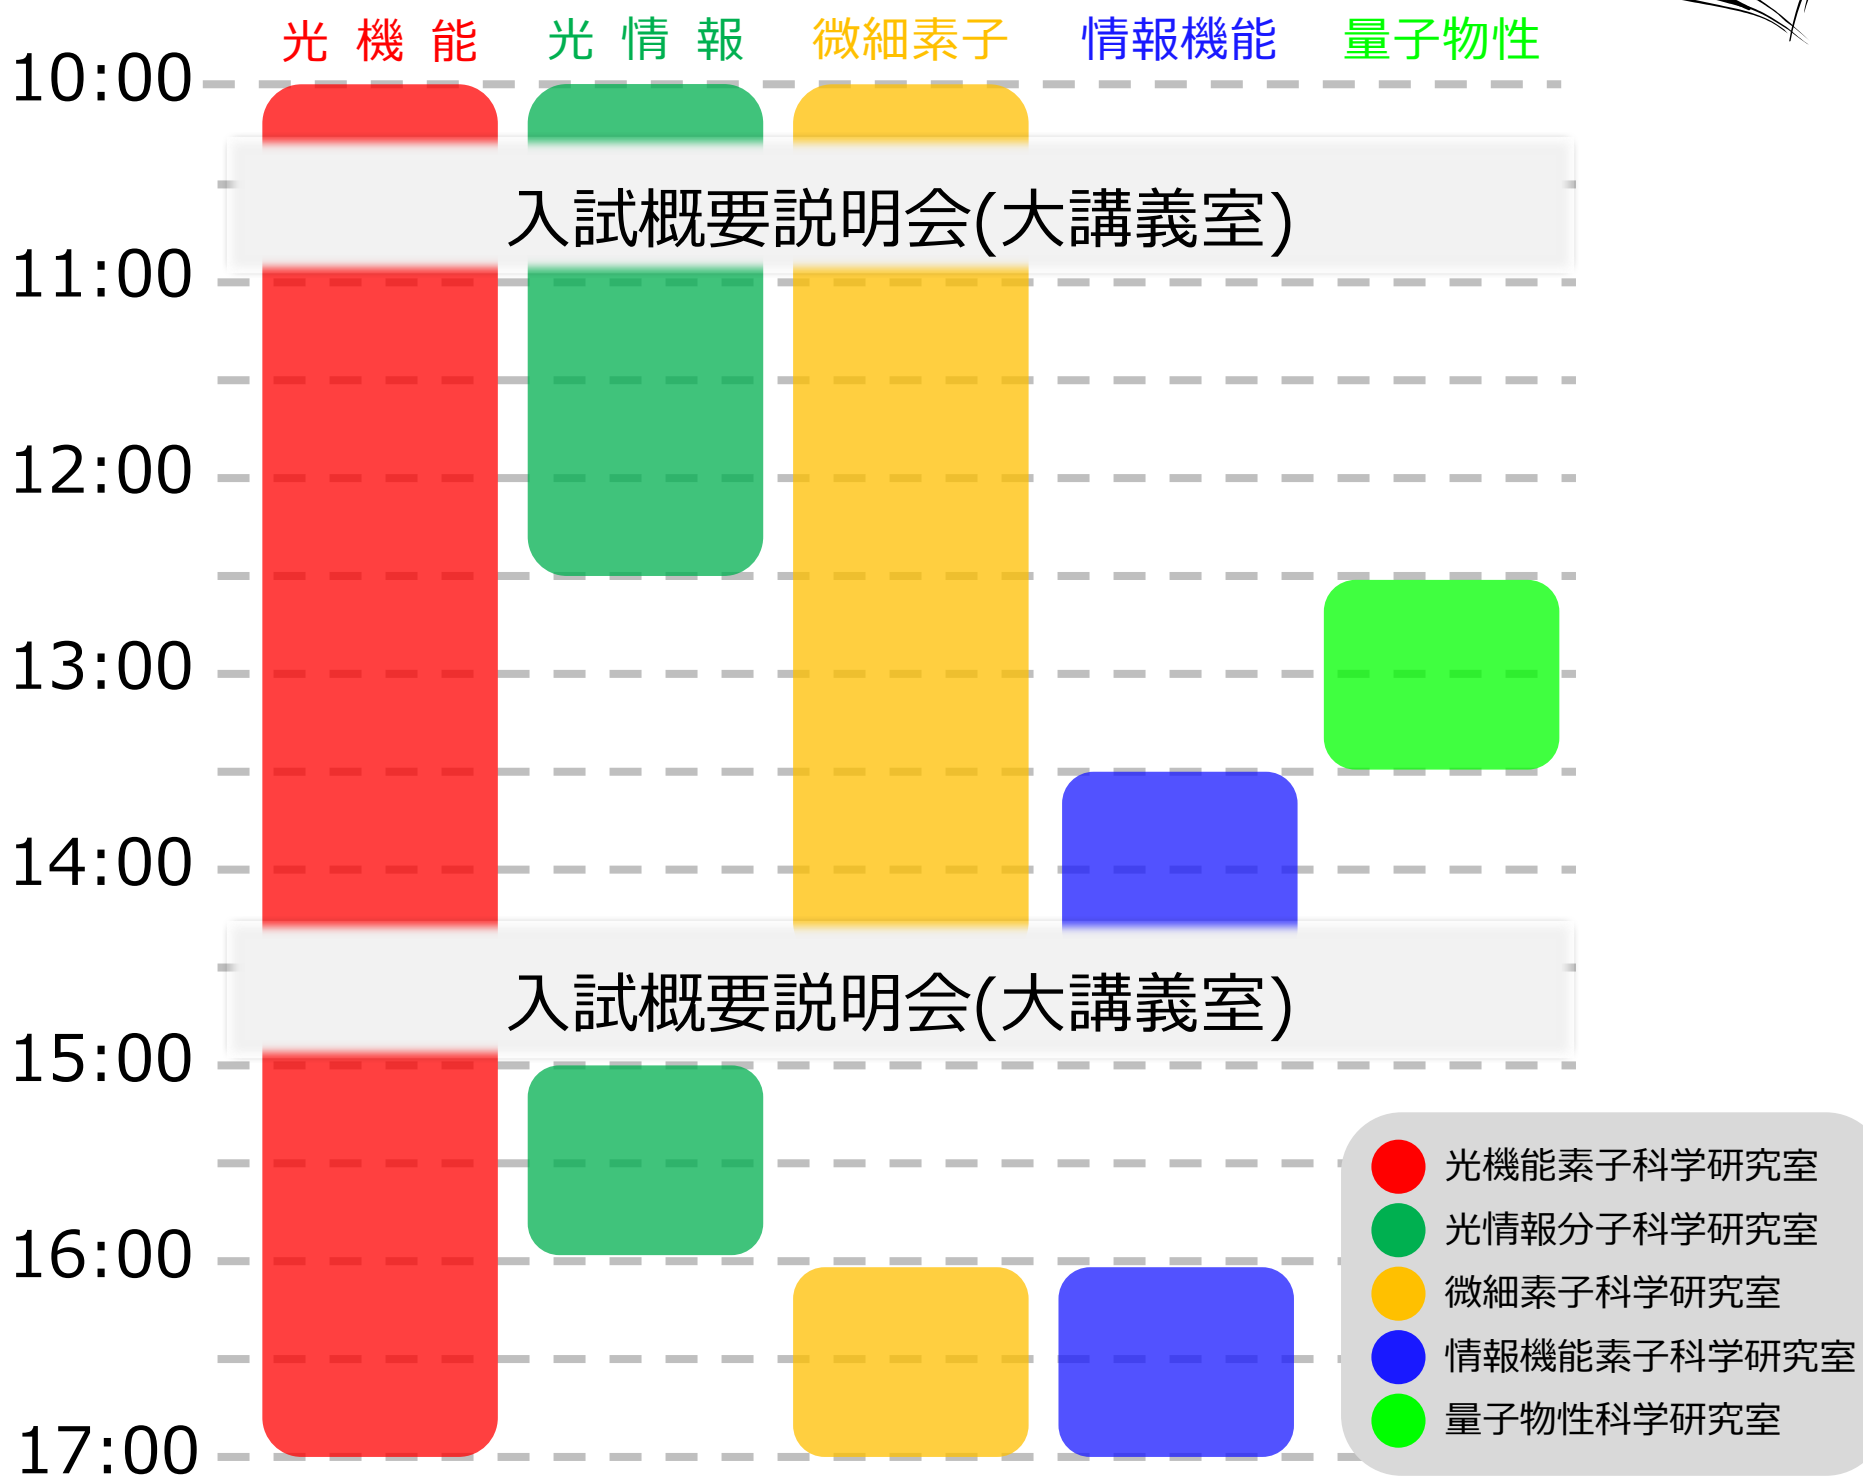 光 機 能
光 情 報
微細素子
情報機能
量子物性
10:00
入試概要説明会(大講義室)
11:00
12:00
13:00
14:00
入試概要説明会(大講義室)
15:00
16:00
17:00
光機能素子科学研究室
光情報分子科学研究室
微細素子科学研究室
情報機能素子科学研究室
量子物性科学研究室